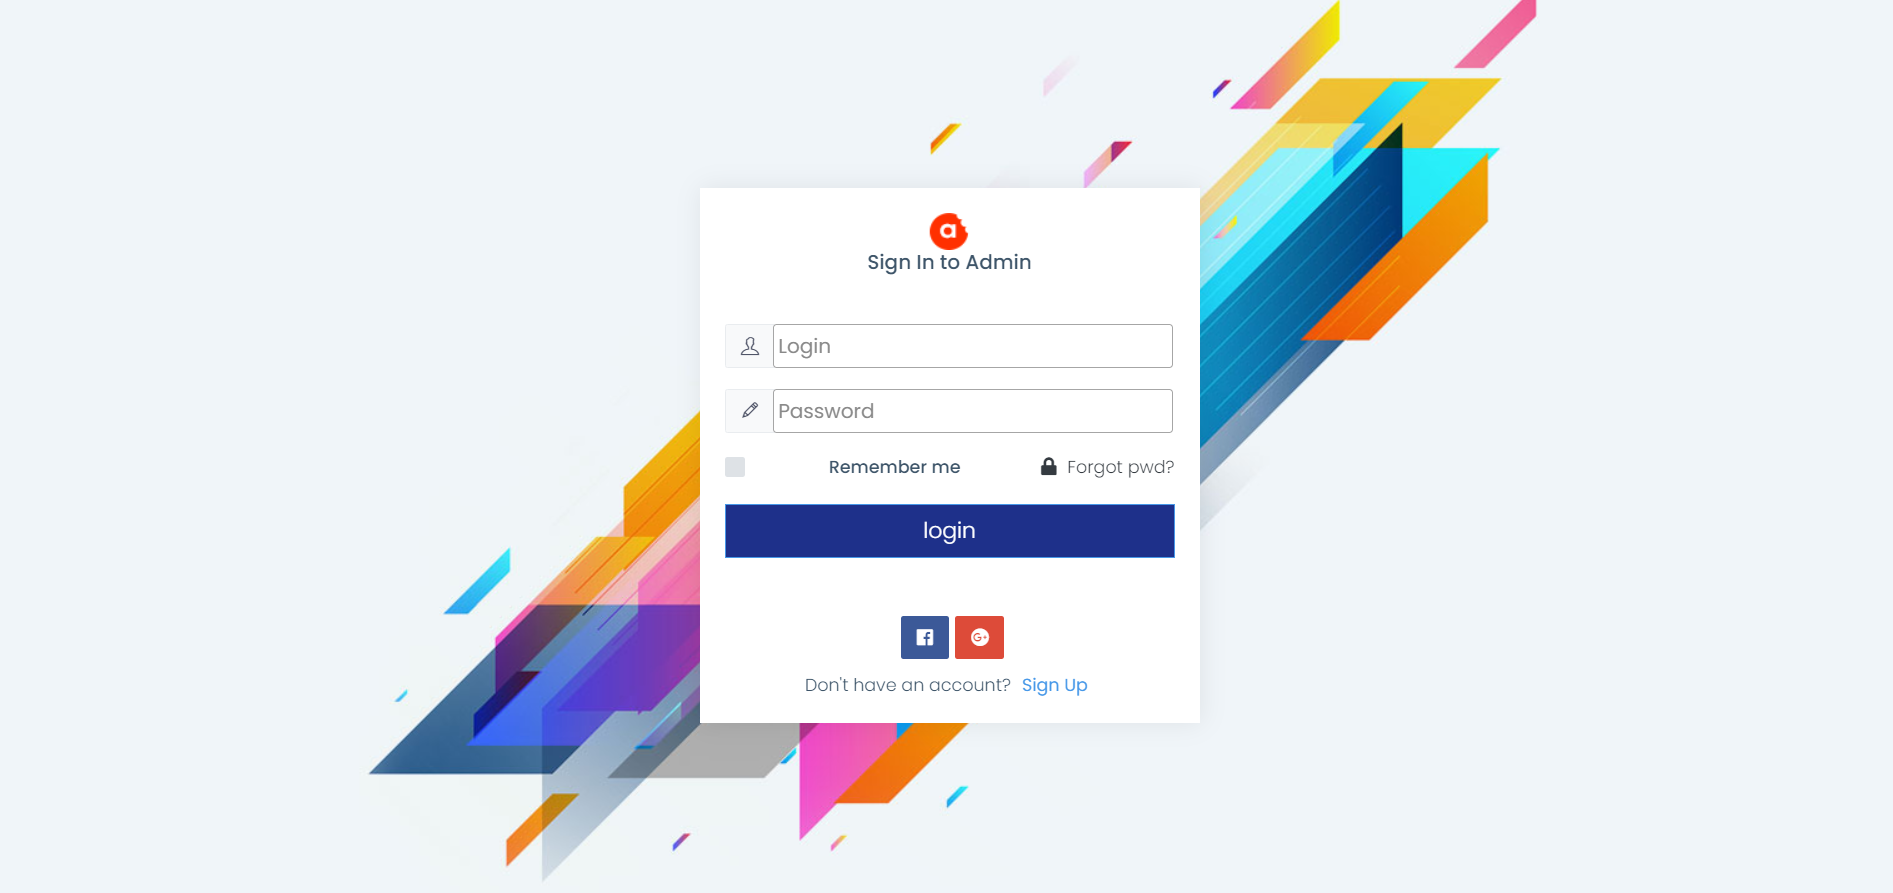 a
Sign In to Admin
Login
Password
Remember me
Forgot pwd?
login
G+
Don't have an account? Sign Up